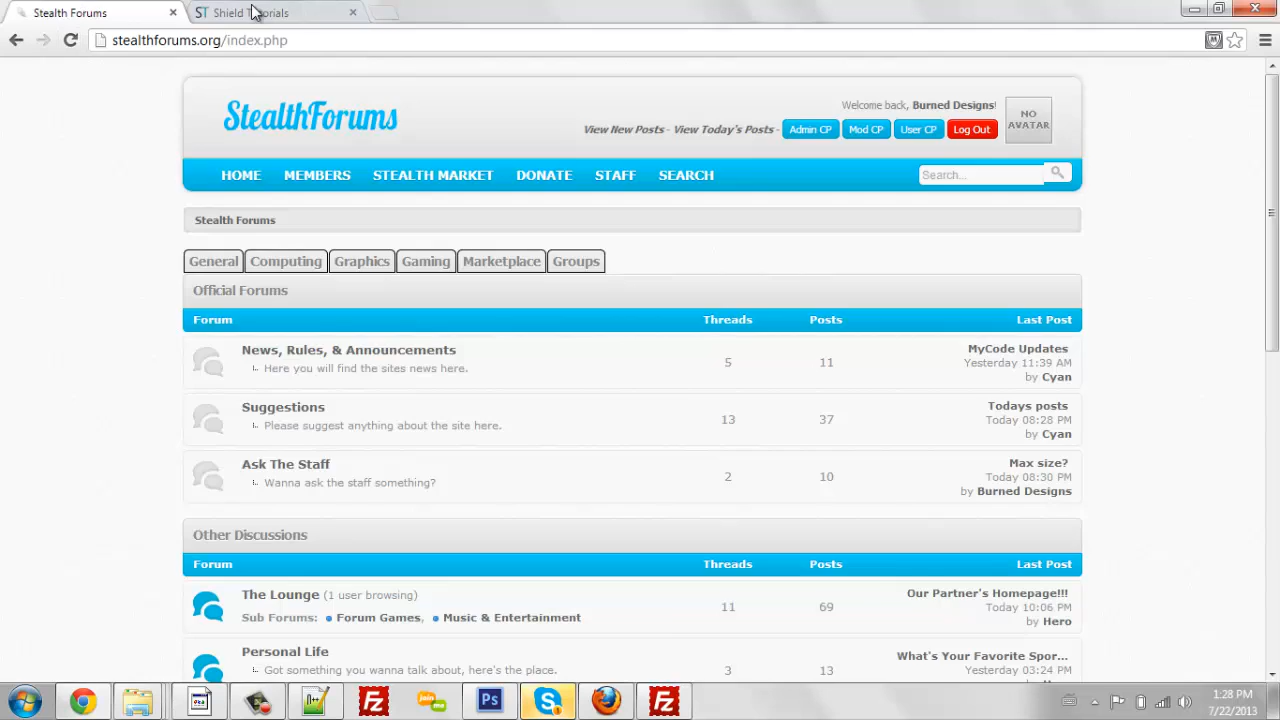 Stealth Forums
ST Shield Tutorials
stealthforums.org/index.php
StealthForums
Welcome back, Burned Designs!
View New Posts - View Today's Posts - Admin CP Mod CP User CP Log Out
NO AVATAR
HOME MEMBERS STEALTH MARKET DONATE STAFF SEARCH
Search...
Stealth Forums
General Computing Graphics Gaming Marketplace Groups
Official Forums
Forum Threads Posts Last Post
News, Rules, & Announcements
Here you will find the sites news here.
5 11
MyCode Updates
Yesterday 11:39 AM
by Cyan
Suggestions
Please suggest anything about the site here.
13 37
Todays posts
Today 08:28 PM
by Cyan
Ask The Staff
Wanna ask the staff something?
2 10
Max size?
Today 08:30 PM
by Burned Designs
Other Discussions
Forum Threads Posts Last Post
The Lounge (1 user browsing)
Sub Forums: Forum Games, Music & Entertainment
11 69
Our Partner's Homepage!!!
Today 10:06 PM
by Hero
Personal Life
Got something you wanna talk about, here's the place.
3 13
What's Your Favorite Spor...
Yesterday 03:24 PM
Ps
1:28 PM
7/22/2013